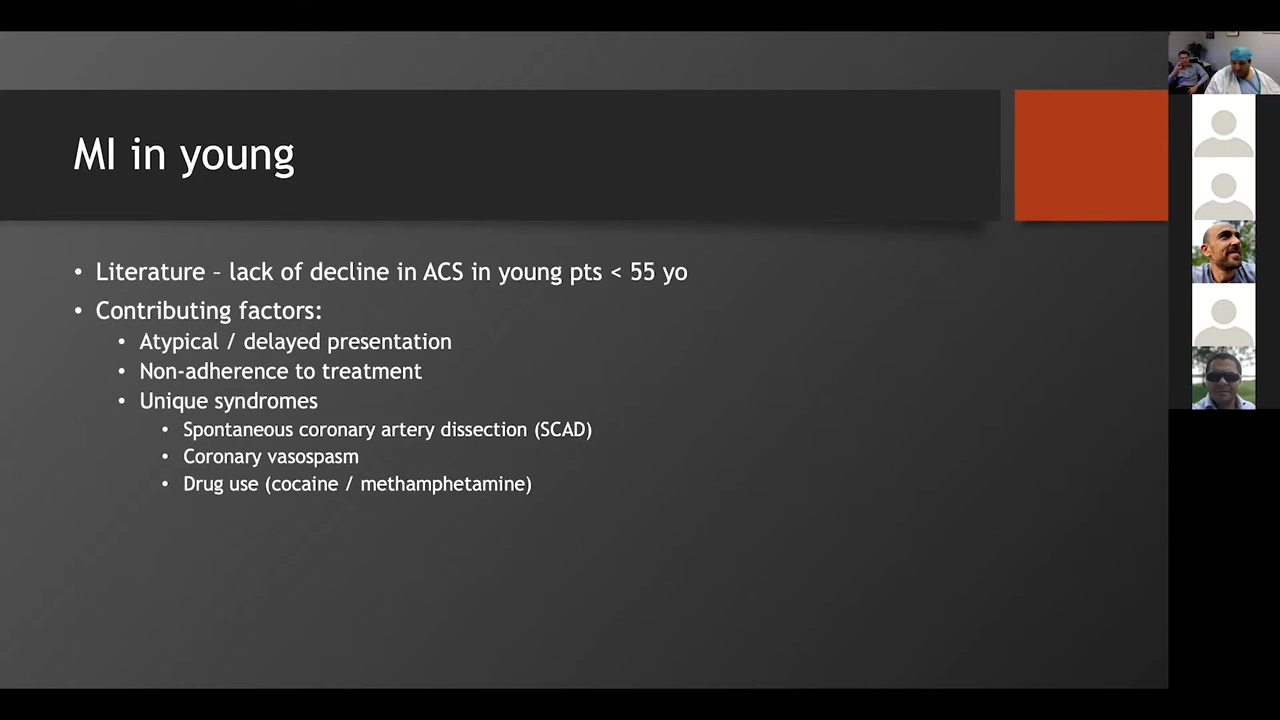 MI in young
• Literature – lack of decline in ACS in young pts < 55 yo
• Contributing factors:
• Atypical / delayed presentation
• Non-adherence to treatment
• Unique syndromes
• Spontaneous coronary artery dissection (SCAD)
• Coronary vasospasm
• Drug use (cocaine / methamphetamine)